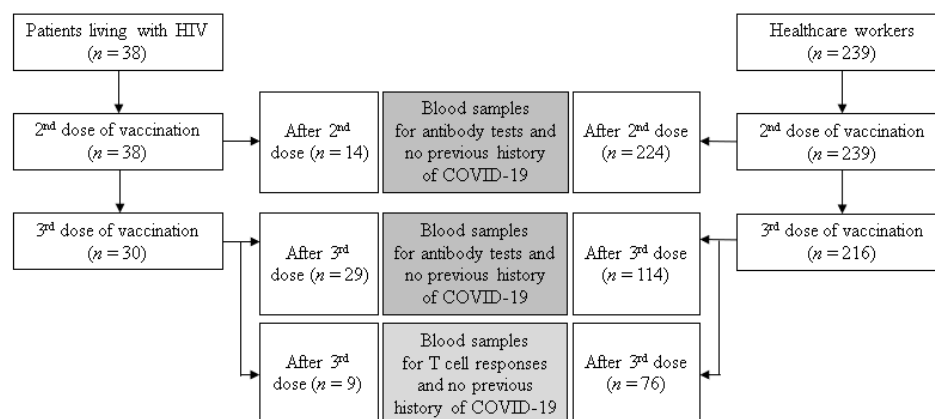 Patients living with HIV
(n = 38)
Healthcare workers
(n = 239)
2nd dose of vaccination
(n = 38)
After 2nd
dose (n = 14)
Blood samples
for antibody tests and
no previous history
of COVID-19
After 2nd dose
(n = 224)
2nd dose of vaccination
(n = 239)
3rd dose of vaccination
(n = 30)
After 3rd
dose (n = 29)
Blood samples
for antibody tests and
no previous history
of COVID-19
After 3rd dose
(n = 114)
3rd dose of vaccination
(n = 216)
After 3rd
dose (n = 9)
Blood samples
for T cell responses
and no previous
history of COVID-19
After 3rd dose
(n = 76)